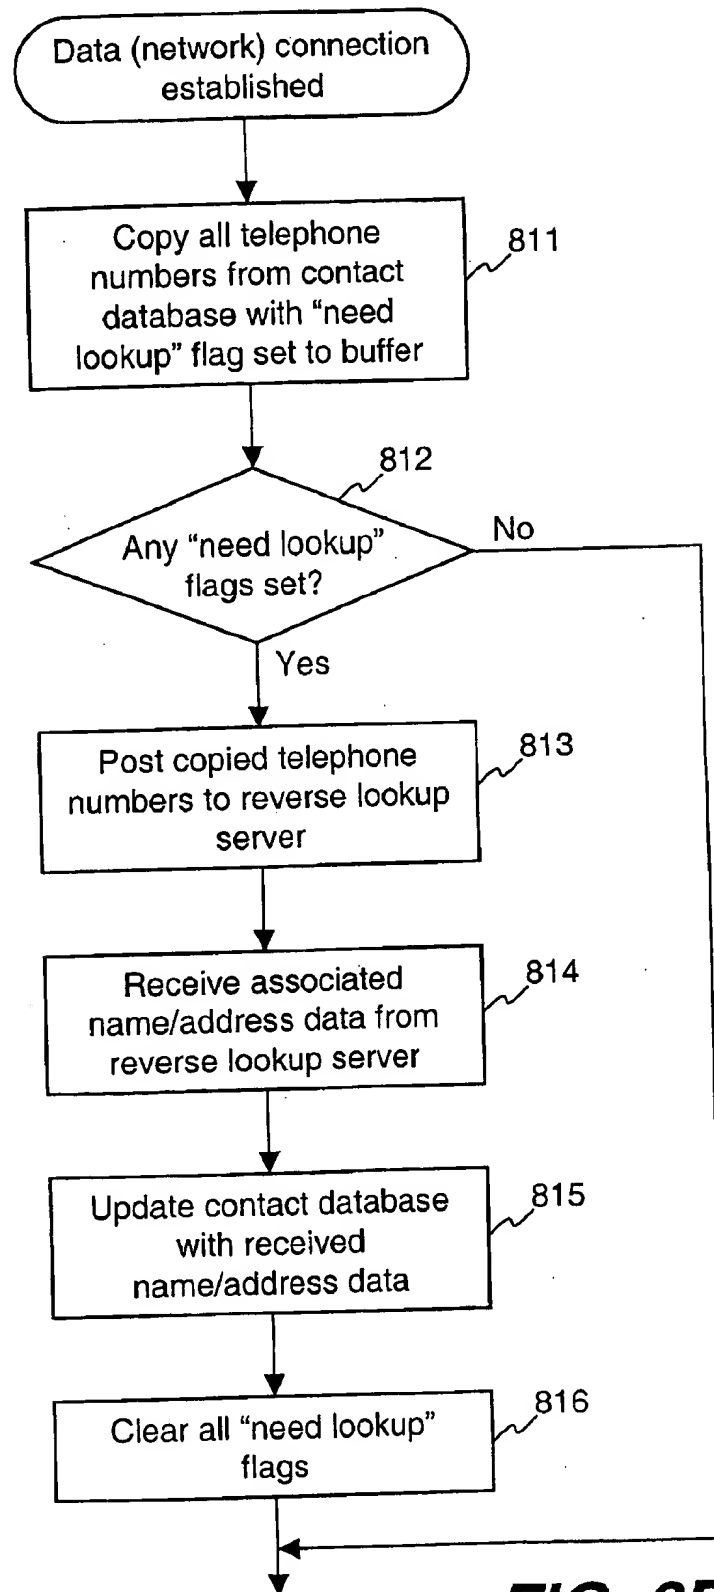 Data (network) connection
established
Copy all telephone
numbers from contact
database with “need
lookup” flag set to buffer
811
812
Any “need lookup”
flags set?
No
Yes
Post copied telephone
numbers to reverse lookup
server
813
Receive associated
name/address data from
reverse lookup server
814
Update contact database
with received
name/address data
815
Clear all “need lookup”
flags
816